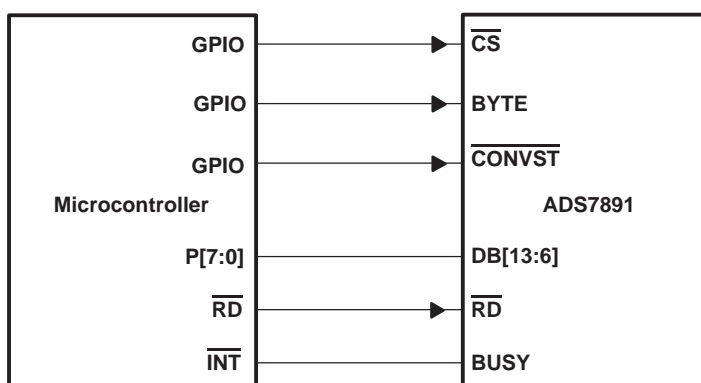 GPIO CS
GPIO BYTE
GPIO CONVST
Microcontroller ADS7891
P[7:0] DB[13:6]
RD RD
INT BUSY